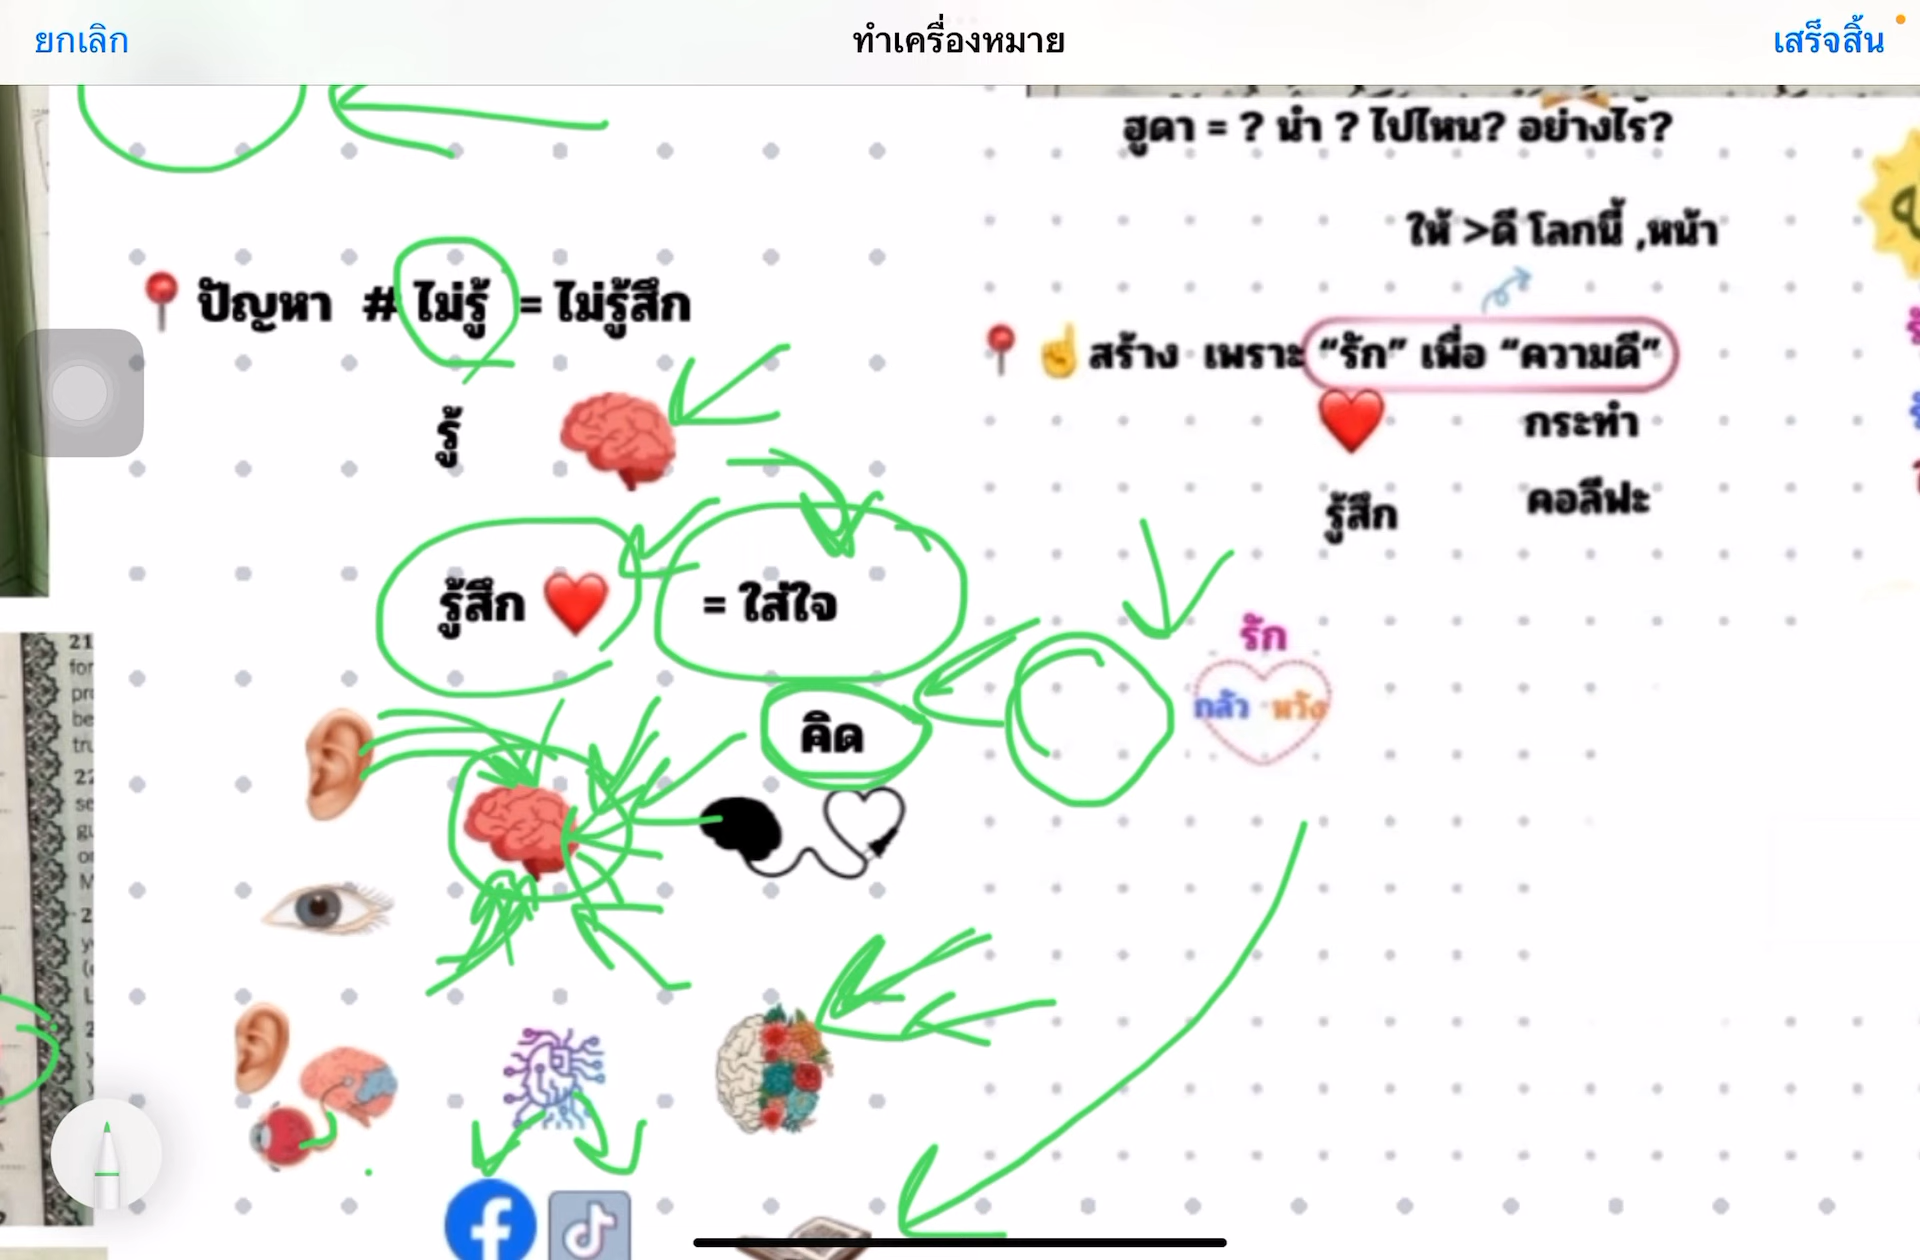 ยกเลิก
ทำเครื่องหมาย
เสร็จสิ้น
ฮูดา = ? นำ ? ไปไหน? อย่างไร?
ให้ >ดี โลกนี้ ,หน้า
ปัญหา # ไม่รู้ = ไม่รู้สึก
สร้าง เพราะ “รัก” เพื่อ “ความดี”
รู้
กระทำ
รู้สึก
คอลีฟะ
รู้สึก = ใส่ใจ
รัก
กลัว หวัง
คิด
21
for
be
22